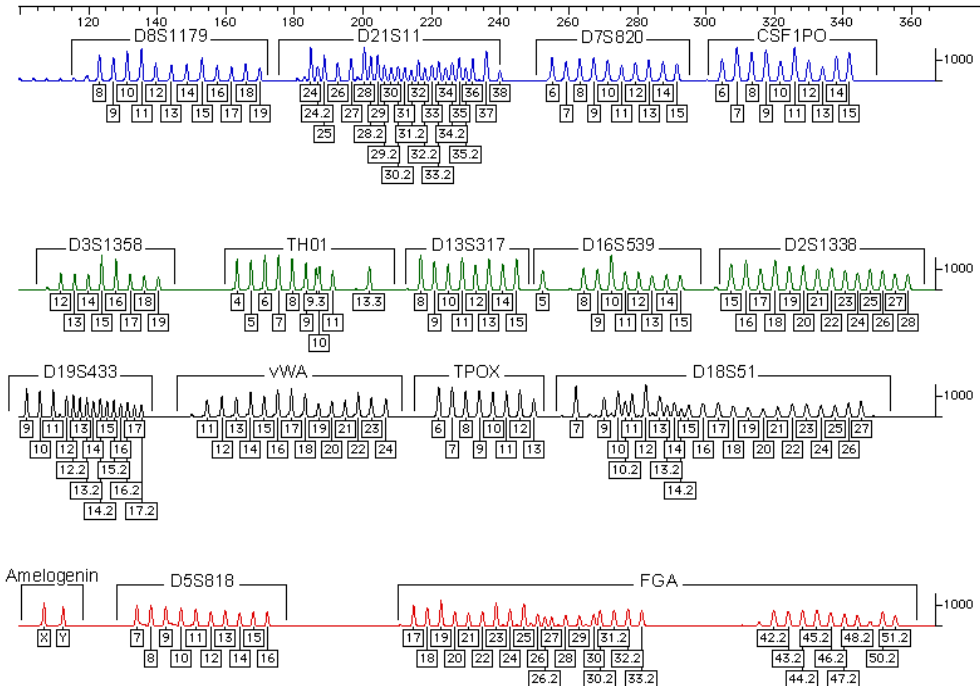 120 140 160 180 200 220 240 260 280 300 320 340 360
D8S1179 D21S11 D7S820 CSF1PO
1000
8 10 12 14 16 18 24 26 28 30 32 34 36 38 6 8 10 12 14 6 8 10 12 14
9 11 13 15 17 19 24.2 27 29 31 33 35 37 7 9 11 13 15 7 9 11 13 15
25 28.2 31.2 34.2
29.2 32.2 35.2
30.2 33.2
D3S1358 TH01 D13S317 D16S539 D2S1338
1000
12 14 16 18 4 6 8 9.3 13.3 8 10 12 14 5 8 10 12 14 15 17 19 21 23 25 27
13 15 17 19 5 7 9 11 9 11 13 15 9 11 13 15 16 18 20 22 24 26 28
10
D19S433 vWA TPOX D18S51
1000
9 11 13 15 17 11 13 15 17 19 21 23 6 8 10 12 7 9 11 13 15 17 19 21 23 25 27
10 12 14 16 12 14 16 18 20 22 24 7 9 11 13 10 12 14 16 18 20 22 24 26
12.2 15.2 10.2 13.2
13.2 16.2 14.2
14.2 17.2
Amelogenin D5S818 FGA
1000
X Y 7 9 11 13 15 17 19 21 23 25 27 29 31.2 42.2 45.2 48.2 51.2
8 10 12 14 16 18 20 22 24 26 28 30 32.2 43.2 46.2 50.2
26.2 30.2 33.2 44.2 47.2